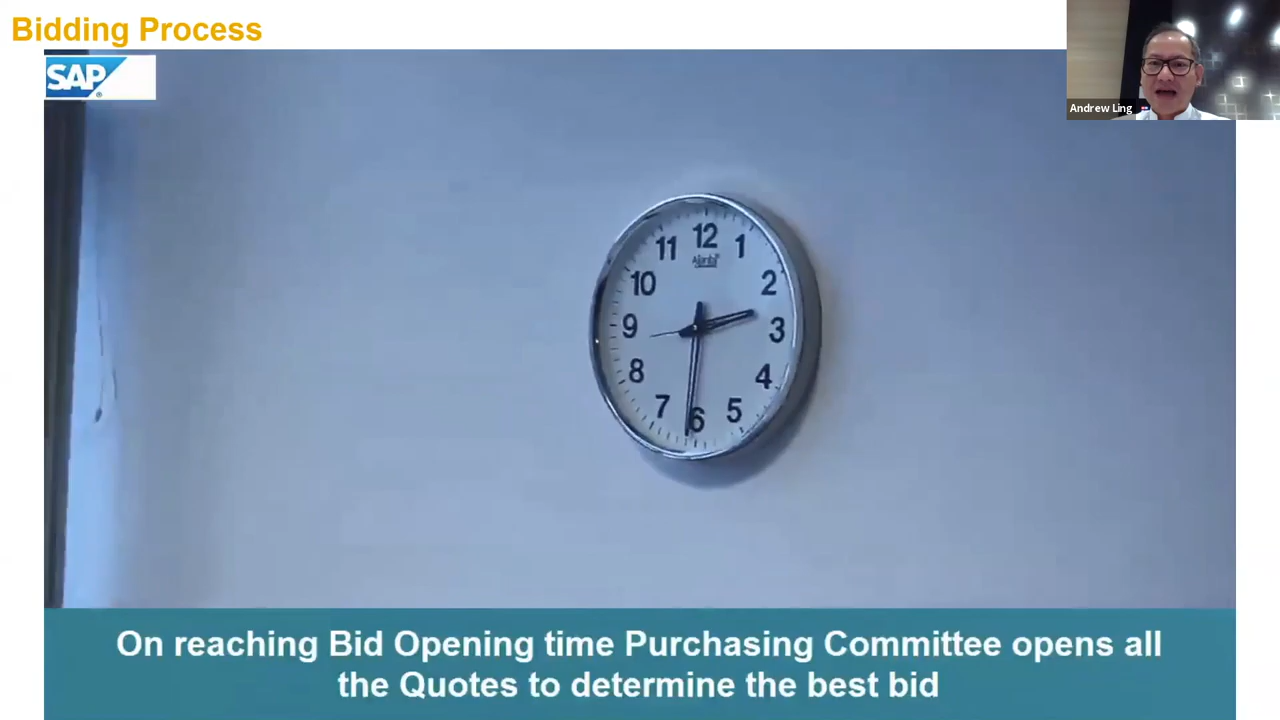 Bidding Process
SAP
Andrew Ling
12
11
1
Ajanta
10
2
9
3
8
4
7
5
6
On reaching Bid Opening time Purchasing Committee opens all
the Quotes to determine the best bid